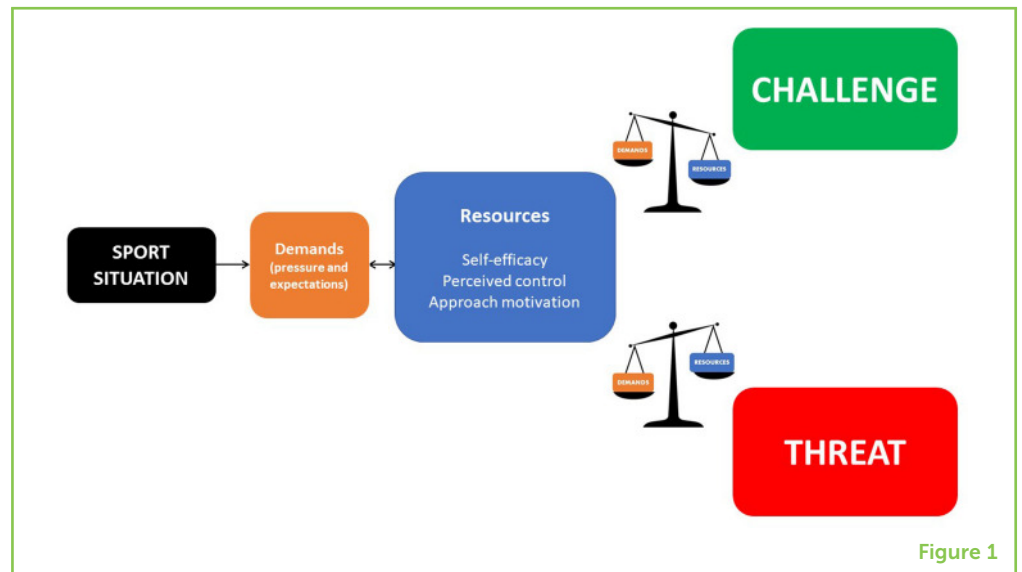 CHALLENGE
DEMANDS
RESOURCES
Resources
SPORT
SITUATION
Demands
(pressure and
expectations)
Self-efficacy
Perceived control
Approach motivation
RESOURCES
DEMANDS
THREAT
Figure 1